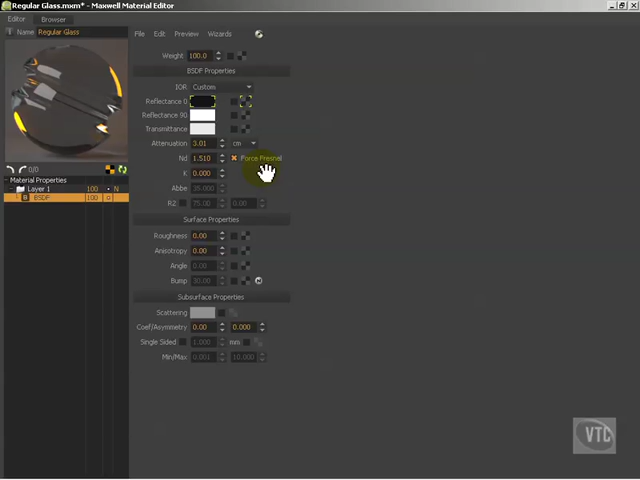 Regular Glass.mxm* - Maxwell Material Editor
Editor Browser
i Name Regular Glass
File Edit Preview Wizards
Weight 100.0
BSDF Properties
IOR Custom
Reflectance 0
Reflectance 90
Transmittance
Attenuation 3.01 cm
0/0
Nd 1.510 Force Fresnel
Material Properties
K 0.000
Layer 1 100 N
Abbe 35.000
B BSDF 100
R2 75.00 0.00
Surface Properties
Roughness 0.00
Anisotropy 0.00
Angle 0.00
Bump 30.00
Subsurface Properties
Scattering
Coef/Asymmetry 0.00 0.000
Single Sided 1.000 mm
Min/Max 0.001 10.000
VTC